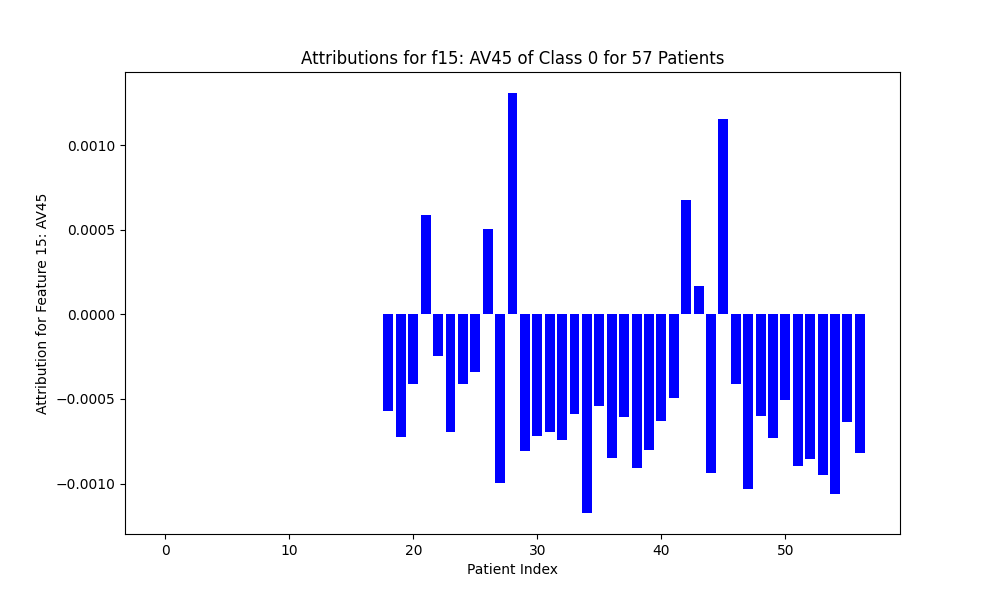 Attributions for f15: AV45 of Class 0 for 57 Patients
Attribution for Feature 15: AV45
0.0010
0.0005
0.0000
−0.0005
−0.0010
0 10 20 30 40 50
Patient Index